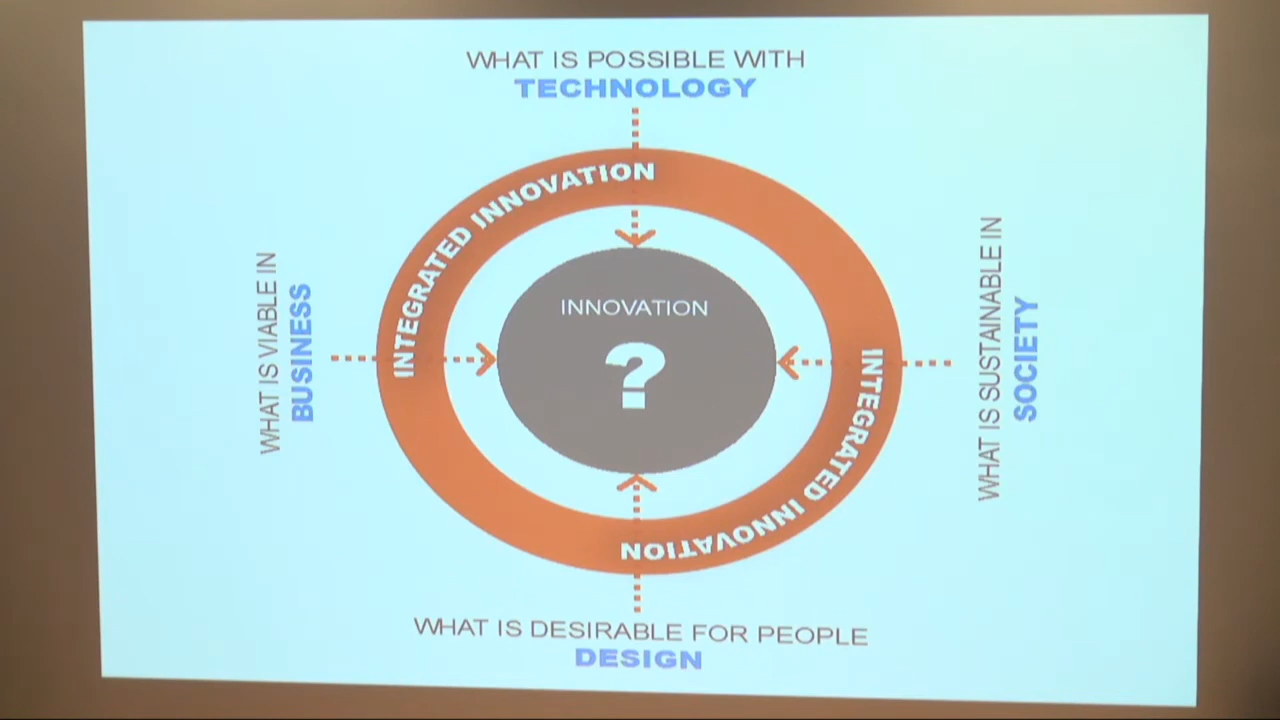 WHAT IS POSSIBLE WITH
TECHNOLOGY
INTEGRATED INNOVATION
WHAT IS VIABLE IN
BUSINESS
INNOVATION
?
WHAT IS SUSTAINABLE IN
SOCIETY
INTEGRATED INNOVATION
WHAT IS DESIRABLE FOR PEOPLE
DESIGN